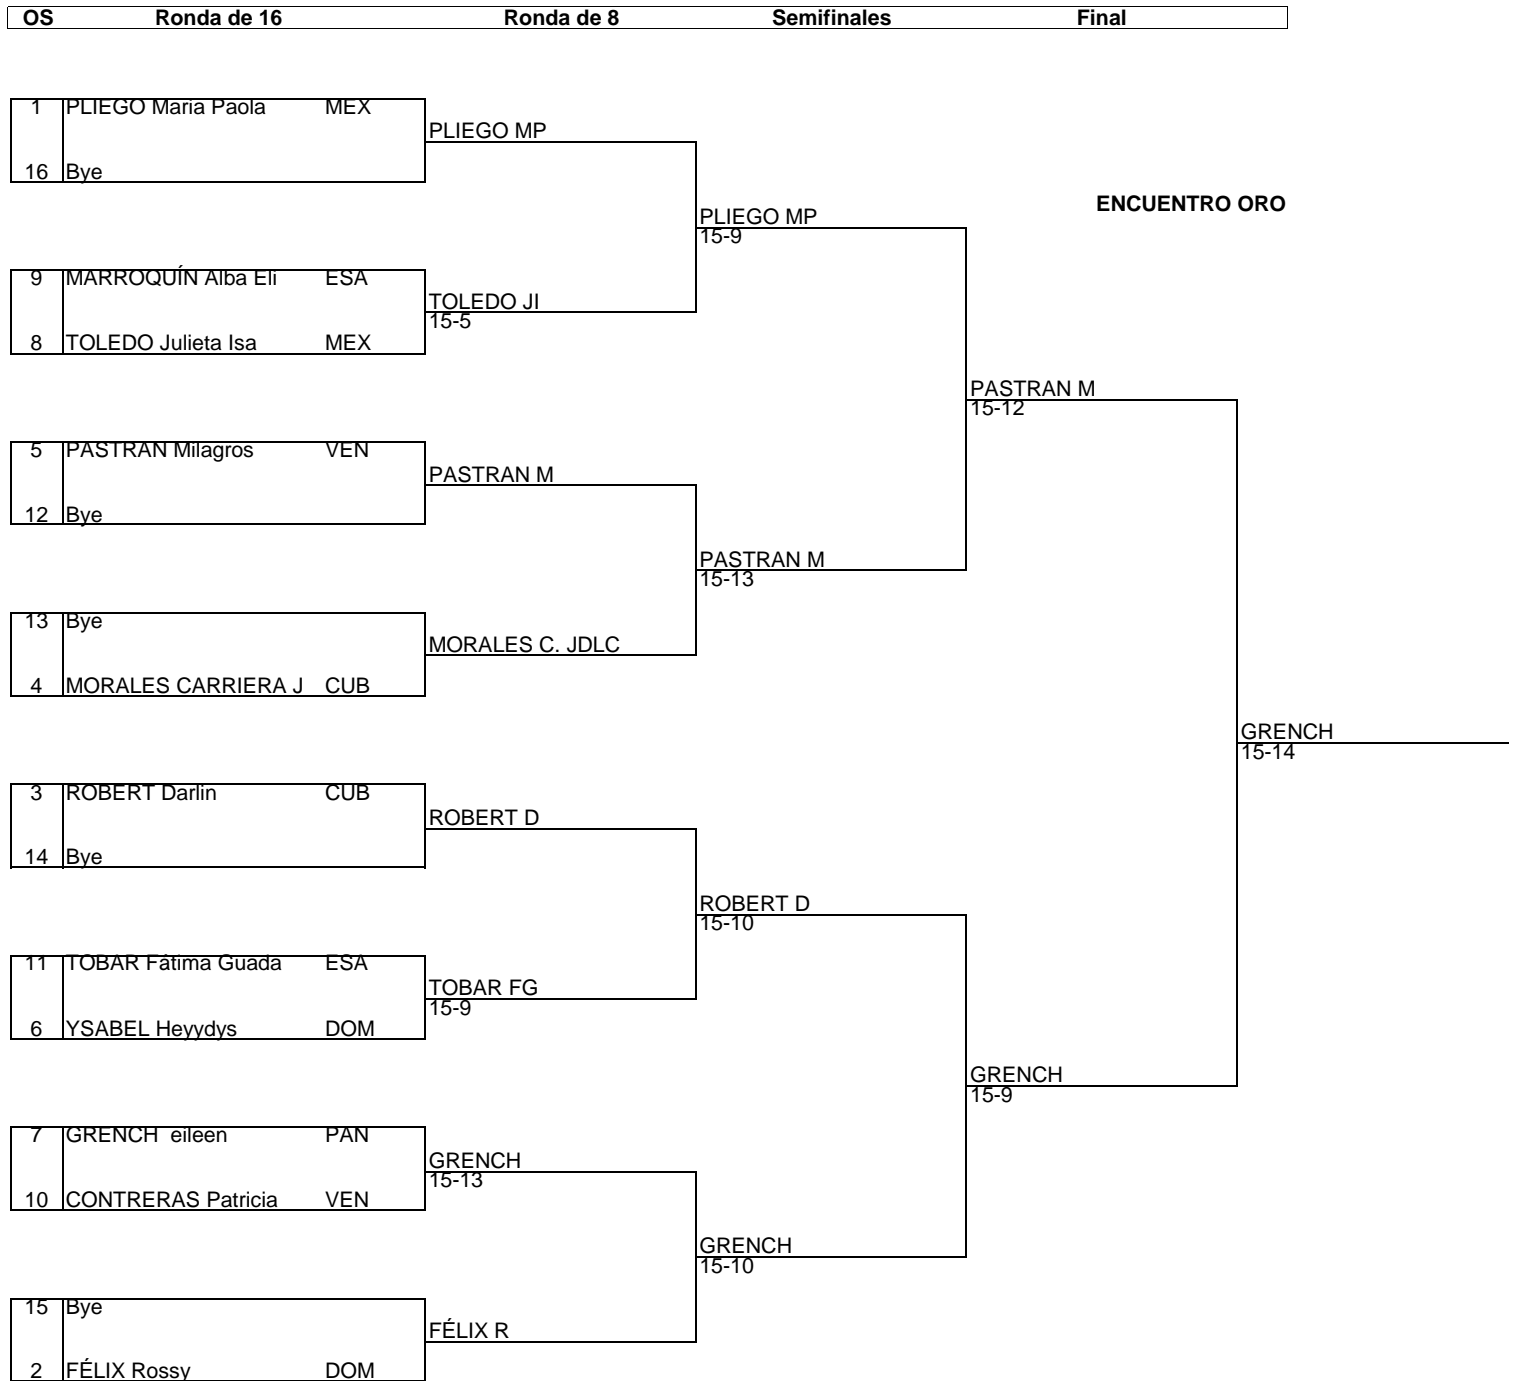 OS Ronda de 16 Ronda de 8 Semifinales Final
1 PLIEGO Maria Paola MEX
PLIEGO MP
16 Bye
ENCUENTRO ORO
PLIEGO MP
15-9
9 MARROQUÍN Alba Eli ESA
TOLEDO JI
15-5
8 TOLEDO Julieta Isa MEX
PASTRAN M
15-12
5 PASTRAN Milagros VEN
PASTRAN M
12 Bye
PASTRAN M
15-13
13 Bye
MORALES C. JDLC
4 MORALES CARRIERA J CUB
GRENCH
15-14
3 ROBERT Darlin CUB
ROBERT D
14 Bye
ROBERT D
15-10
11 TOBAR Fátima Guada ESA
TOBAR FG
15-9
6 YSABEL Heyydys DOM
GRENCH
15-9
7 GRENCH eileen PAN
GRENCH
15-13
10 CONTRERAS Patricia VEN
GRENCH
15-10
15 Bye
FÉLIX R
2 FÉLIX Rossy DOM